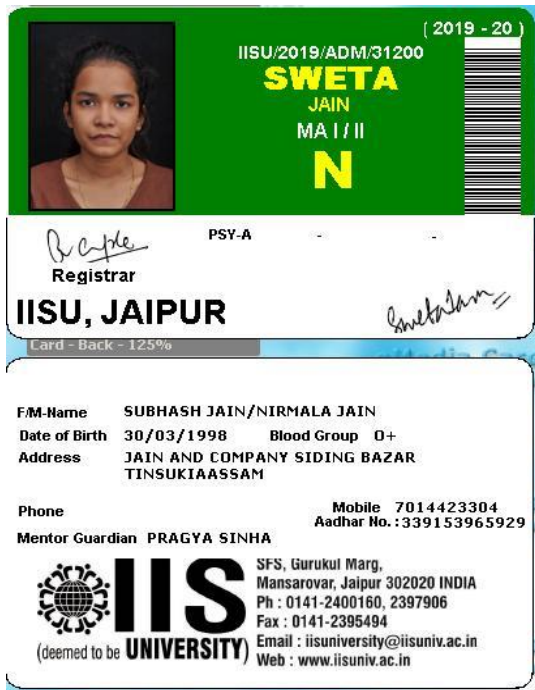 ( 2019 - 20 )
IISU/2019/ADM/31200
SWETA
JAIN
MA I / II
N
PSY-A - -
Registrar
IISU, JAIPUR
Card - Back - 125%
F/M-Name SUBHASH JAIN/NIRMALA JAIN
Date of Birth 30/03/1998 Blood Group O+
Address JAIN AND COMPANY SIDING BAZAR
TINSUKIAASSAM
Phone Mobile 7014423304
Aadhar No. :339153965929
Mentor Guardian PRAGYA SINHA
IIS
(deemed to be UNIVERSITY)
SFS, Gurukul Marg,
Mansarovar, Jaipur 302020 INDIA
Ph : 0141-2400160, 2397906
Fax : 0141-2395494
Email : iisuniversity@iisuniv.ac.in
Web : www.iisuniv.ac.in